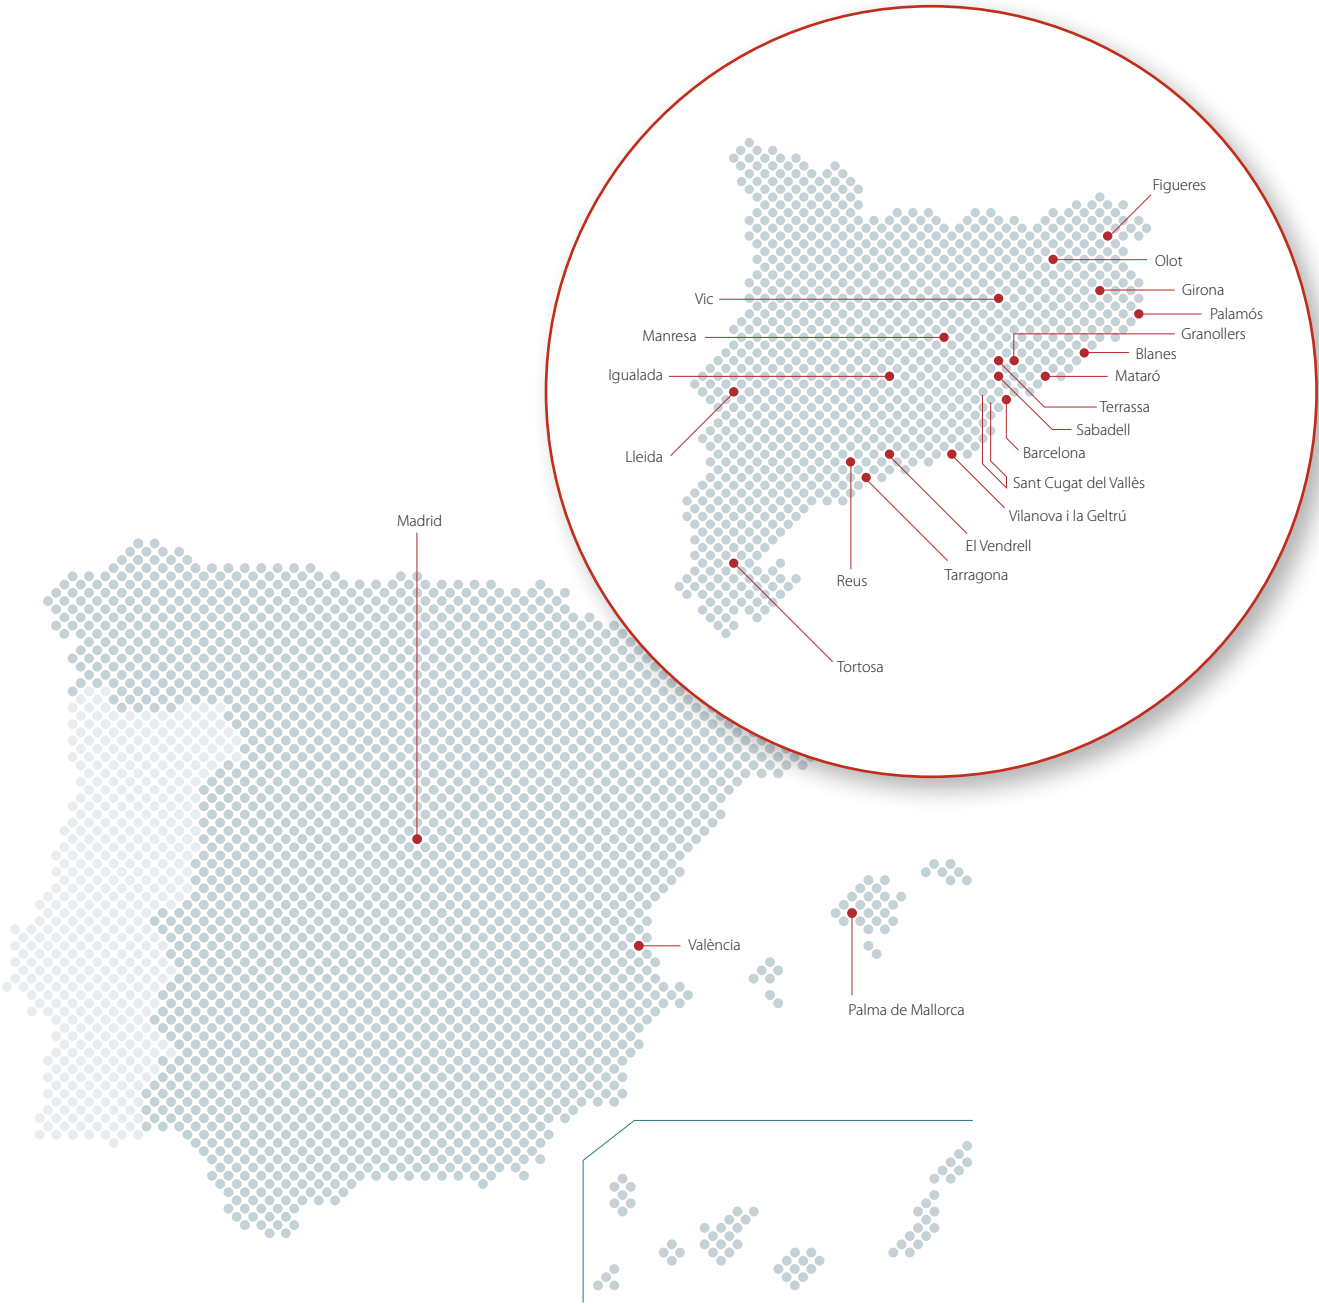 Figueres
Olot
Girona
Vic
Palamós
Granollers
Manresa
Blanes
Igualada
Mataró
Terrassa
Sabadell
Barcelona
Lleida
Sant Cugat del Vallès
Vilanova i la Geltrú
Madrid
El Vendrell
Tarragona
Reus
Tortosa
València
Palma de Mallorca